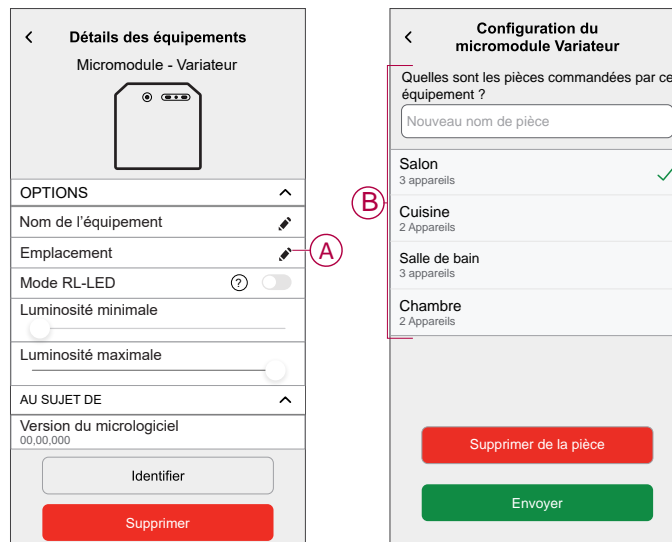 Détails des équipements
Micromodule - Variateur
OPTIONS
Nom de l'équipement
Emplacement
A
Mode RL-LED
?
Luminosité minimale
Luminosité maximale
AU SUJET DE
Version du micrologiciel
00,00,000
Identifier
Supprimer
Configuration du
micromodule Variateur
Quelles sont les pièces commandées par ce
équipement ?
Nouveau nom de pièce
B
Salon
3 appareils
Cuisine
2 Appareils
Salle de bain
3 appareils
Chambre
2 Appareils
Supprimer de la pièce
Envoyer